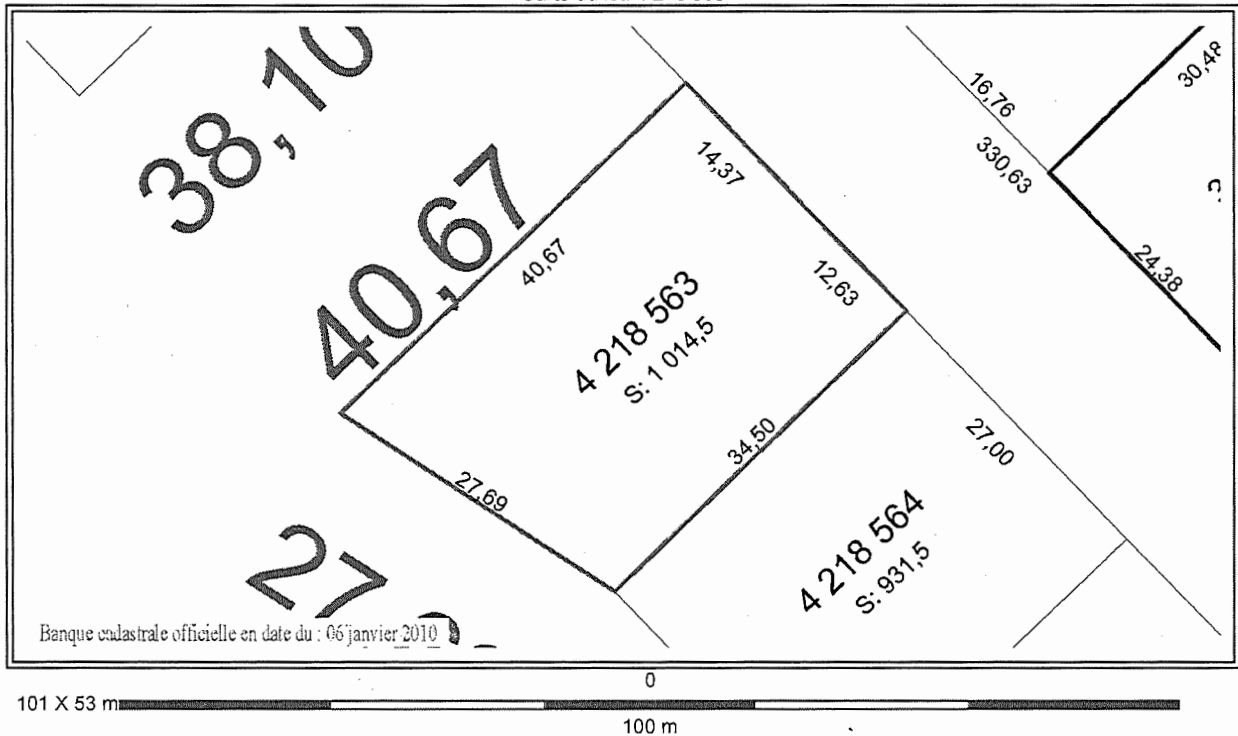 38,10
16,76
30,48
330,63
14,37
40,67
40,67
12,63
24,38
4 218 563
S: 1 014,5
34,50
27,00
27,69
4 218 564
S: 931,5
Banque cadastrale officielle en date du : 06 janvier 2010
0
101 X 53 m
100 m